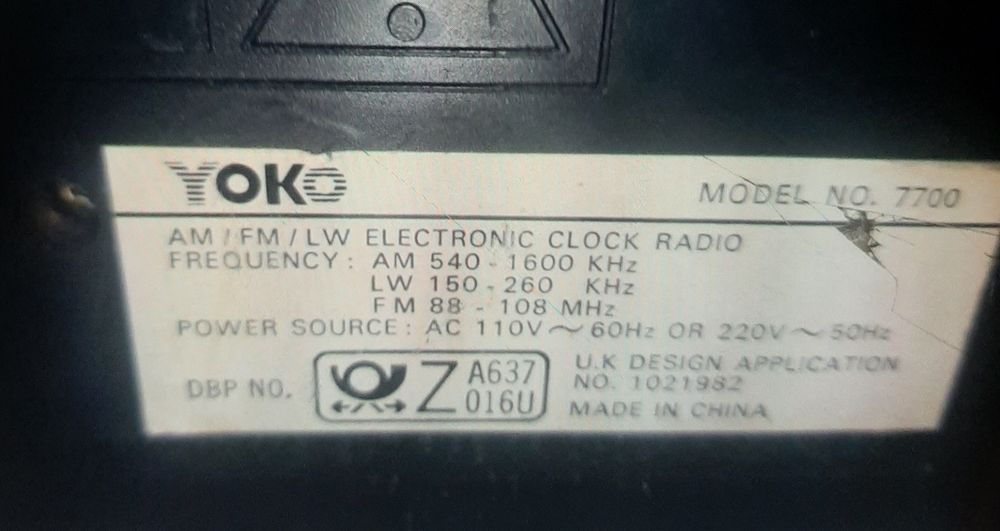 YOKO
MODEL NO. 7700
AM / FM / LW ELECTRONIC CLOCK RADIO
FREQUENCY : AM 540 - 1600 KHz
LW 150 - 260 KHz
FM 88 - 108 MHz
POWER SOURCE : AC 110V ~ 60Hz OR 220V ~ 50Hz
DBP NO.
Z A637
016U
U.K DESIGN APPLICATION
NO. 1021982
MADE IN CHINA